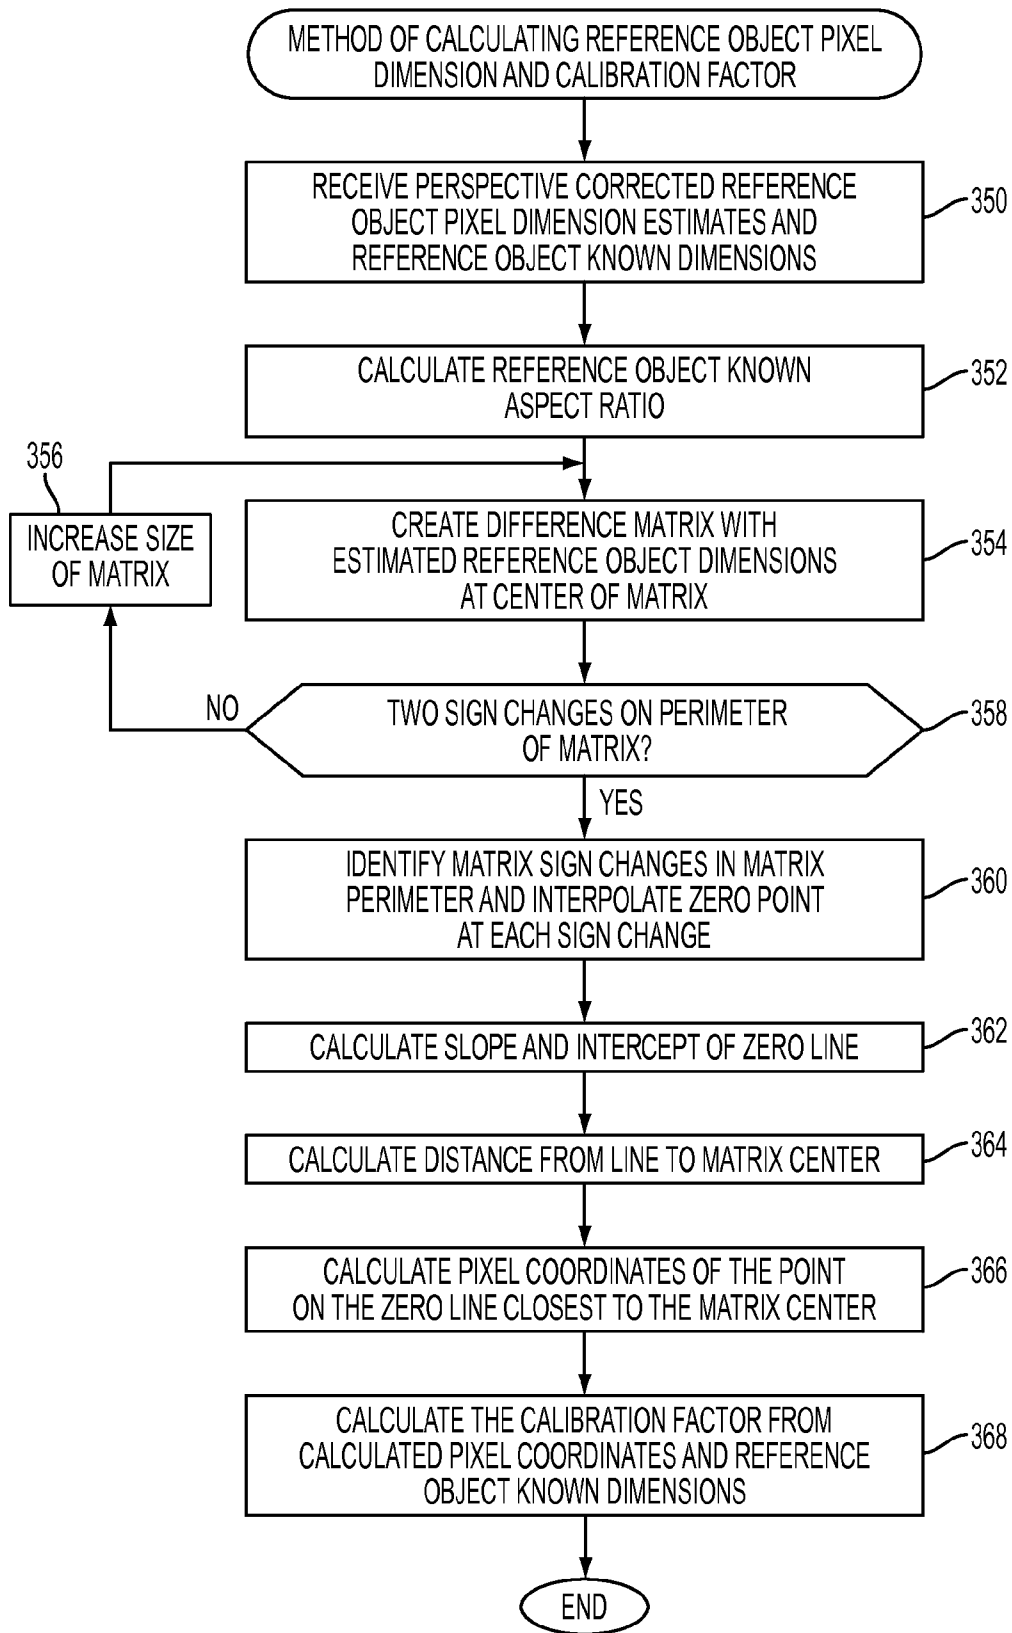 METHOD OF CALCULATING REFERENCE OBJECT PIXEL
DIMENSION AND CALIBRATION FACTOR
RECEIVE PERSPECTIVE CORRECTED REFERENCE
OBJECT PIXEL DIMENSION ESTIMATES AND
REFERENCE OBJECT KNOWN DIMENSIONS
350
CALCULATE REFERENCE OBJECT KNOWN
ASPECT RATIO
352
356
INCREASE SIZE
OF MATRIX
CREATE DIFFERENCE MATRIX WITH
ESTIMATED REFERENCE OBJECT DIMENSIONS
AT CENTER OF MATRIX
354
NO
TWO SIGN CHANGES ON PERIMETER
OF MATRIX?
358
YES
IDENTIFY MATRIX SIGN CHANGES IN MATRIX
PERIMETER AND INTERPOLATE ZERO POINT
AT EACH SIGN CHANGE
360
CALCULATE SLOPE AND INTERCEPT OF ZERO LINE
362
CALCULATE DISTANCE FROM LINE TO MATRIX CENTER
364
CALCULATE PIXEL COORDINATES OF THE POINT
ON THE ZERO LINE CLOSEST TO THE MATRIX CENTER
366
CALCULATE THE CALIBRATION FACTOR FROM
CALCULATED PIXEL COORDINATES AND REFERENCE
OBJECT KNOWN DIMENSIONS
368
END